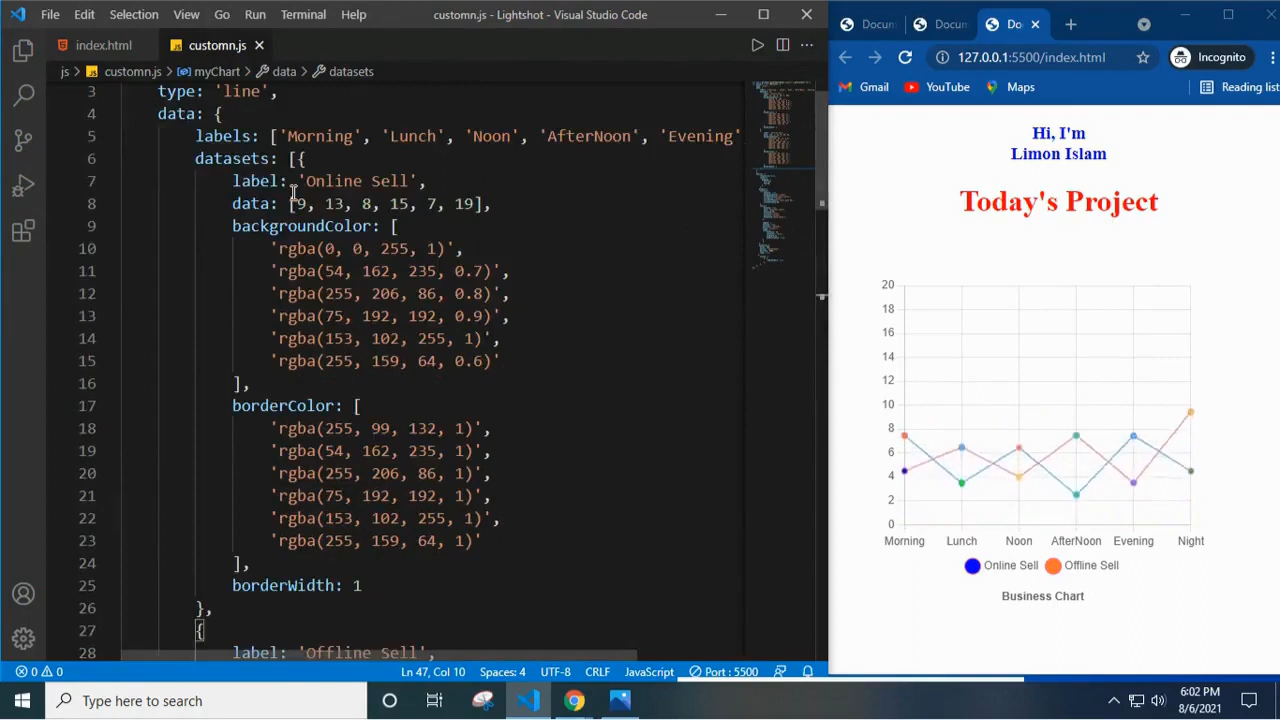 File Edit Selection View Go Run Terminal Help customn.js - Lightshot - Visual Studio Code
index.html customn.js
js > customn.js > myChart > data > datasets
3 type: 'line',
4 data: {
5 labels: ['Morning', 'Lunch', 'Noon', 'AfterNoon', 'Evening'
6 datasets: [{
7 label: 'Online Sell',
8 data: [9, 13, 8, 15, 7, 19],
9 backgroundColor: [
10 'rgba(0, 0, 255, 1)',
11 'rgba(54, 162, 235, 0.7)',
12 'rgba(255, 206, 86, 0.8)',
13 'rgba(75, 192, 192, 0.9)',
14 'rgba(153, 102, 255, 1)',
15 'rgba(255, 159, 64, 0.6)'
16 ],
17 borderColor: [
18 'rgba(255, 99, 132, 1)',
19 'rgba(54, 162, 235, 1)',
20 'rgba(255, 206, 86, 1)',
21 'rgba(75, 192, 192, 1)',
22 'rgba(153, 102, 255, 1)',
23 'rgba(255, 159, 64, 1)'
24 ],
25 borderWidth: 1
26 },
27 {
28 label: 'Offline Sell',
0 0 Ln 47, Col 10 Spaces: 4 UTF-8 CRLF JavaScript Port : 5500
Docum Docum Do
127.0.0.1:5500/index.html Incognito
Gmail YouTube Maps Reading list
Hi, I'm
Limon Islam
Today's Project
20
18
16
14
12
10
8
6
4
2
0
Morning Lunch Noon AfterNoon Evening Night
Online Sell Offline Sell
Business Chart
Type here to search
6:02 PM
8/6/2021